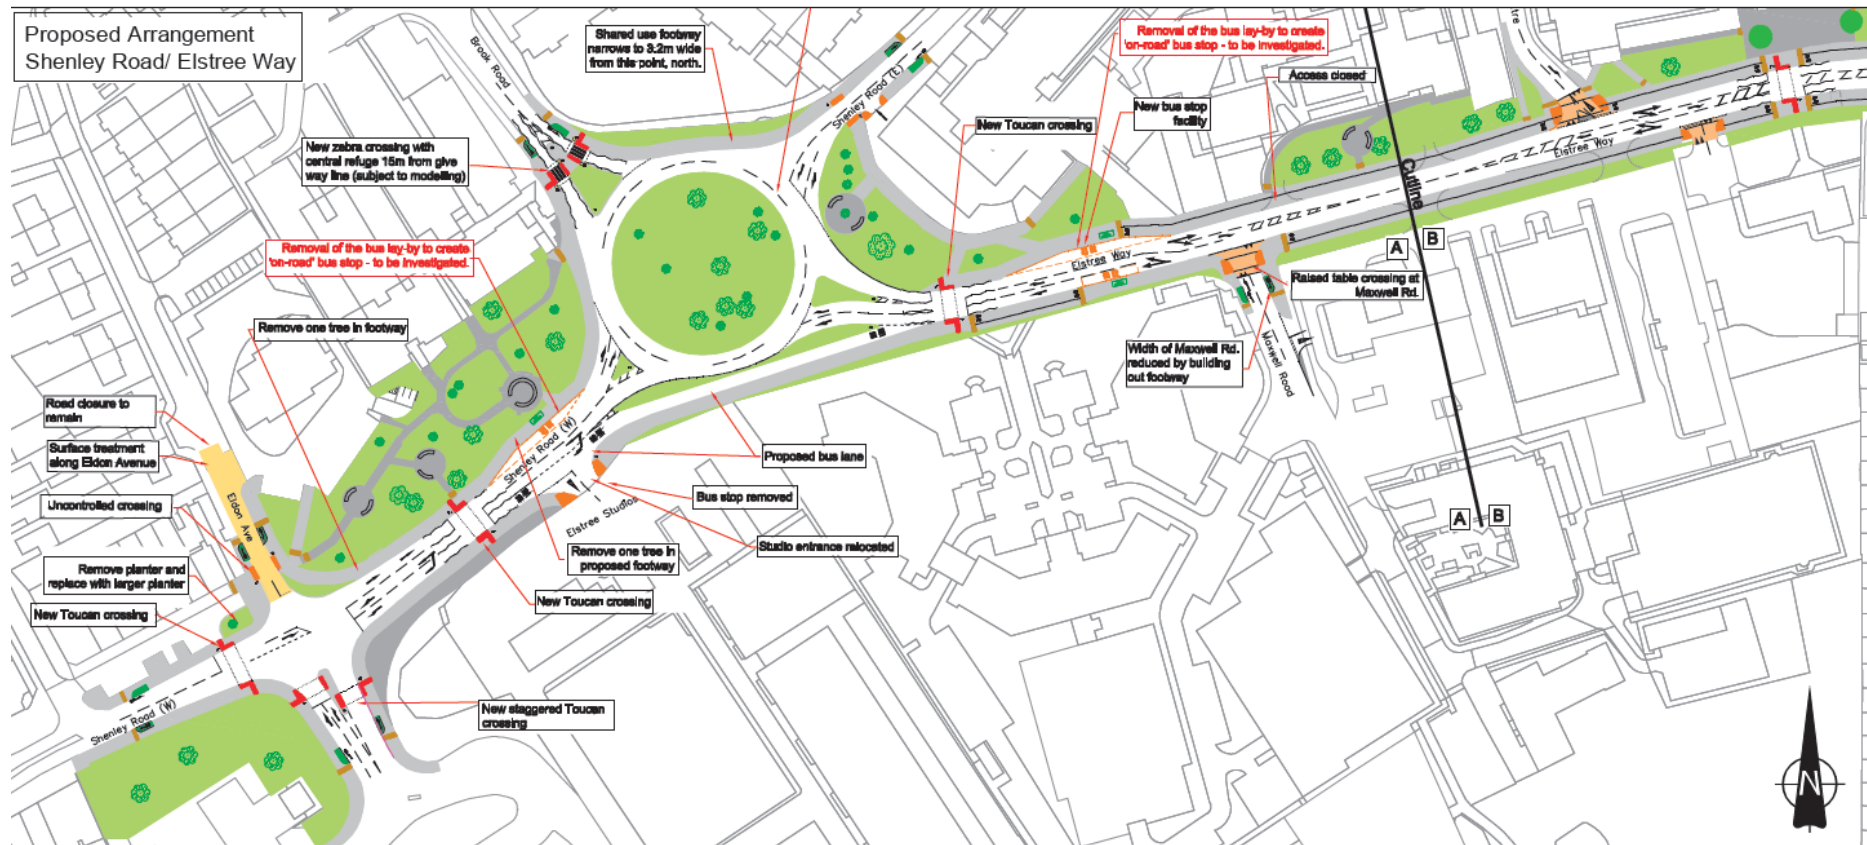 Proposed Arrangement
Shenley Road/ Elstree Way
Brook Road
Shared use footway
narrows to 3.2m wide
from this point, north.
Shenley Road (E)
Removal of the bus lay-by to create
'on-road' bus stop - to be investigated.
Access closed
New bus stop
facility
New Toucan crossing
New zebra crossing with
central refuge 15m from give
way line (subject to modelling)
Elstree Way
Cutline
A
B
Removal of the bus lay-by to create
'on-road' bus stop - to be investigated.
Elstree Way
Raised table crossing at
Maxwell Rd.
Remove one tree in footway
Width of Maxwell Rd.
reduced by building
out footway
Maxwell Road
Road closure to
remain
Surface treatment
along Eldon Avenue
Shenley Road (W)
Proposed bus lane
Uncontrolled crossing
Eldon Ave
Bus stop removed
Elstree Studios
A
B
Studio entrance relocated
Remove one tree in
proposed footway
Remove planter and
replace with larger planter
New Toucan crossing
New Toucan crossing
Shenley Road (W)
New staggered Toucan
crossing
N